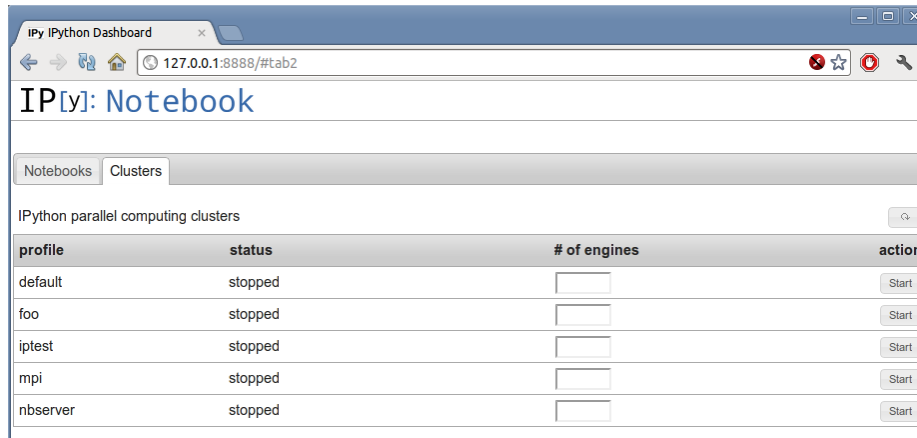 IPy IPython Dashboard
127.0.0.1:8888/#tab2
IP[y]: Notebook
Notebooks Clusters
IPython parallel computing clusters
profile status # of engines action
default stopped Start
foo stopped Start
iptest stopped Start
mpi stopped Start
nbserver stopped Start